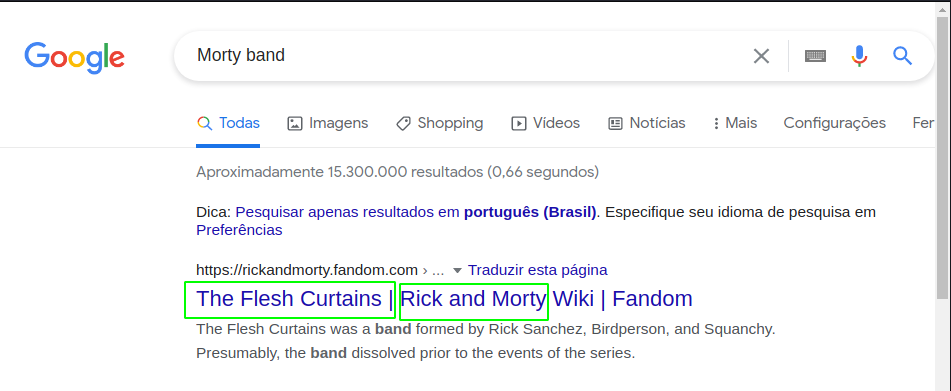 Google
Morty band
Todas Imagens Shopping Vídeos Notícias Mais Configurações Fer
Aproximadamente 15.300.000 resultados (0,66 segundos)
Dica: Pesquisar apenas resultados em português (Brasil). Especifique seu idioma de pesquisa em
Preferências
https://rickandmorty.fandom.com › ... Traduzir esta página
The Flesh Curtains | Rick and Morty Wiki | Fandom
The Flesh Curtains was a band formed by Rick Sanchez, Birdperson, and Squanchy.
Presumably, the band dissolved prior to the events of the series.